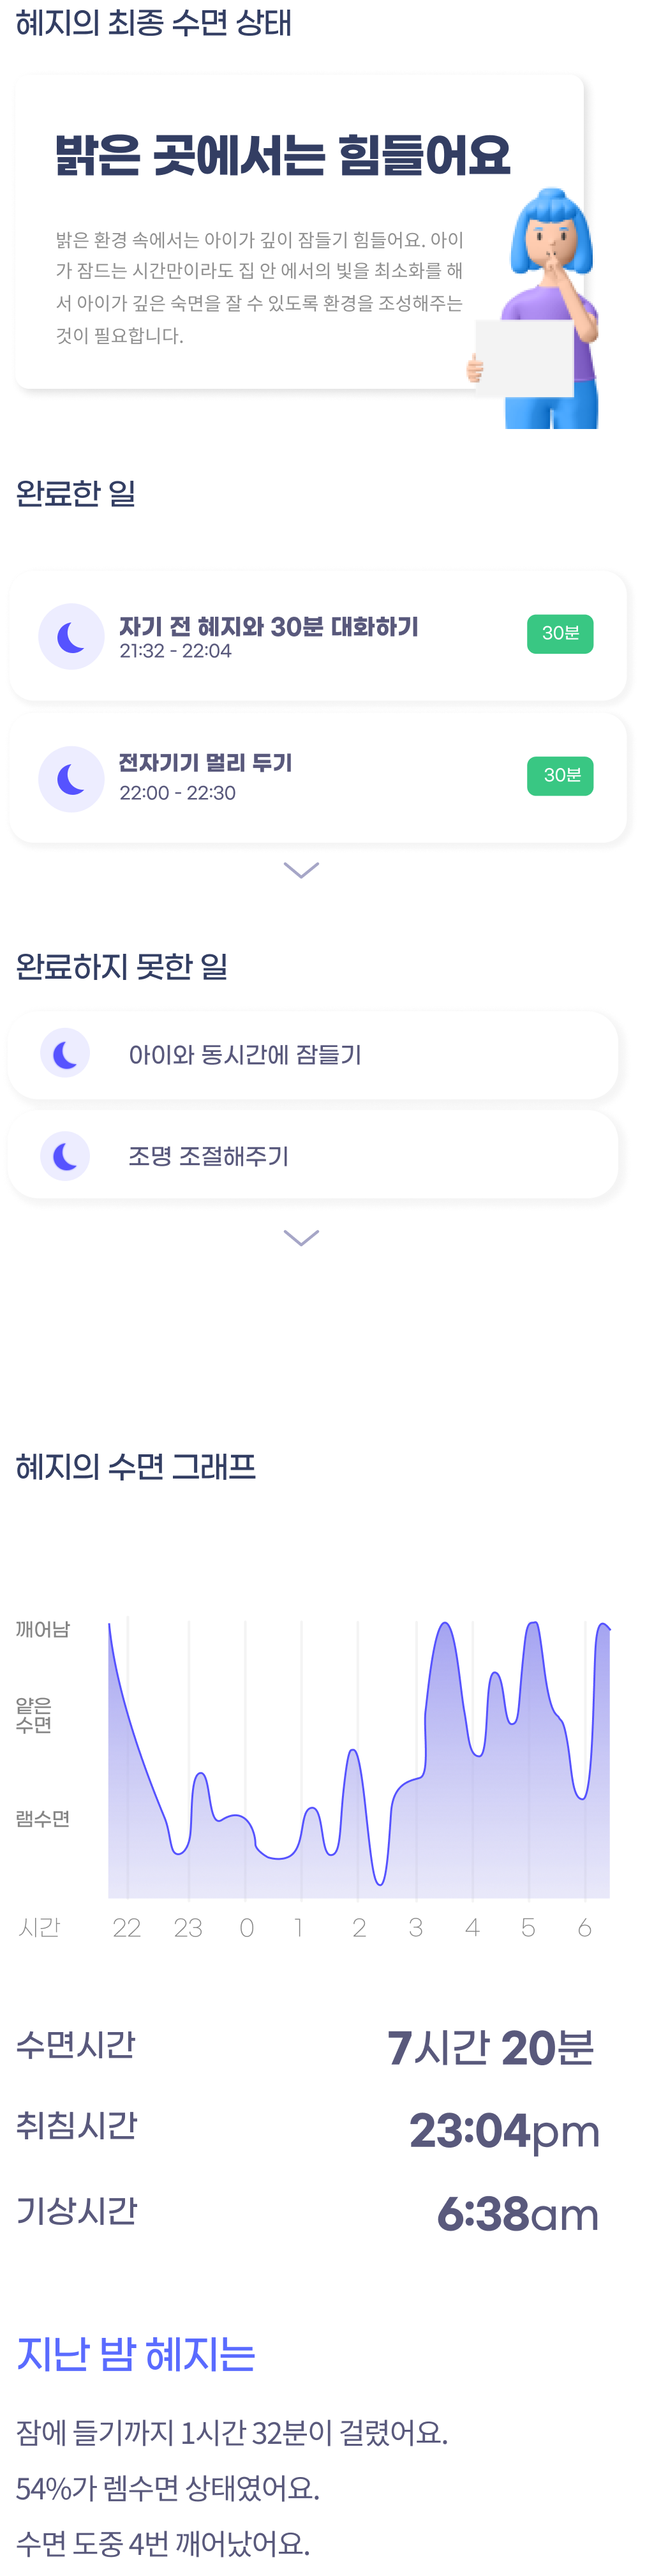 혜지의 최종 수면 상태
밝은 곳에서는 힘들어요
밝은 환경 속에서는 아이가 깊이 잠들기 힘들어요. 아이
가 잠드는 시간만이라도 집 안 에서의 빛을 최소화를 해
서 아이가 깊은 숙면을 잘 수 있도록 환경을 조성해주는
것이 필요합니다.
완료한 일
자기 전 혜지와 30분 대화하기
30분
21:32 - 22:04
전자기기 멀리 두기
30분
22:00 - 22:30
완료하지 못한 일
아이와 동시간에 잠들기
조명 조절해주기
혜지의 수면 그래프
깨어남
얕은
수면
램수면
시간 22 23 0 1 2 3 4 5 6
수면시간 7시간 20분
취침시간 23:04pm
기상시간 6:38am
지난 밤 혜지는
잠에 들기까지 1시간 32분이 걸렸어요.
54%가 렘수면 상태였어요.
수면 도중 4번 깨어났어요.